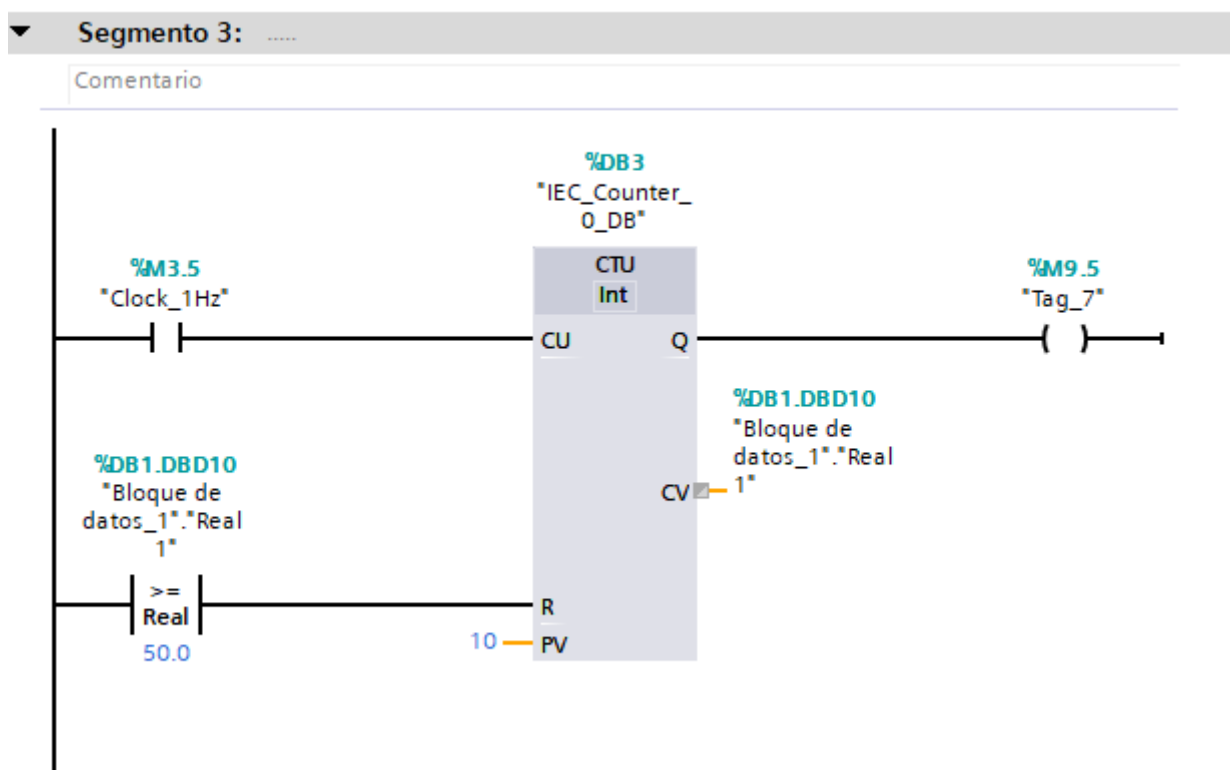 Segmento 3: .....
Comentario
%DB3
"IEC_Counter_
0_DB"
CTU
Int
%M3.5
"Clock_1Hz"
CU
Q
%M9.5
"Tag_7"
%DB1.DBD10
"Bloque de
datos_1"."Real
1"
CV
%DB1.DBD10
"Bloque de
datos_1"."Real
1"
>=
Real
50.0
R
10
PV